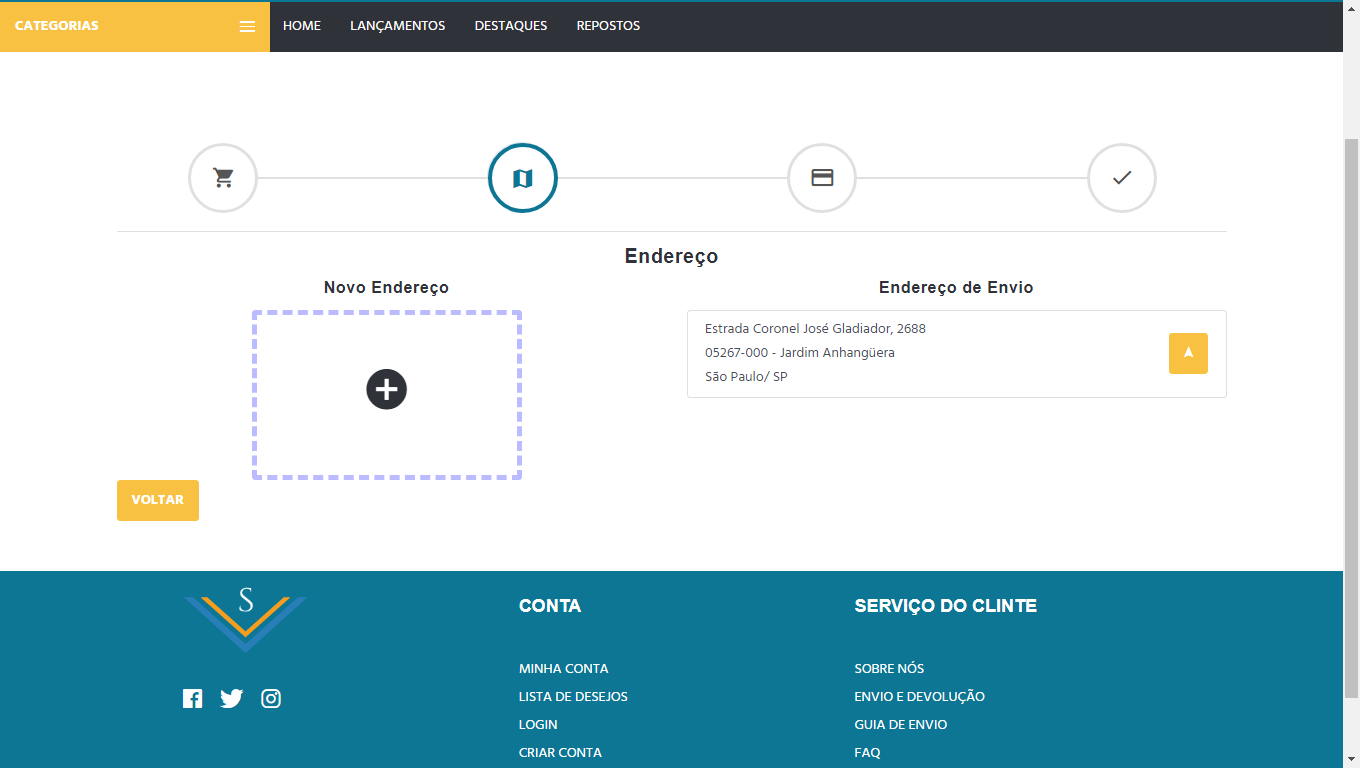 CATEGORIAS
HOME
LANÇAMENTOS
DESTAQUES
REPOSTOS
Endereço
Novo Endereço
Endereço de Envio
Estrada Coronel José Gladiador, 2688
05267-000 - Jardim Anhangüera
São Paulo/ SP
VOLTAR
S
CONTA
MINHA CONTA
LISTA DE DESEJOS
LOGIN
CRIAR CONTA
SERVIÇO DO CLINTE
SOBRE NÓS
ENVIO E DEVOLUÇÃO
GUIA DE ENVIO
FAQ